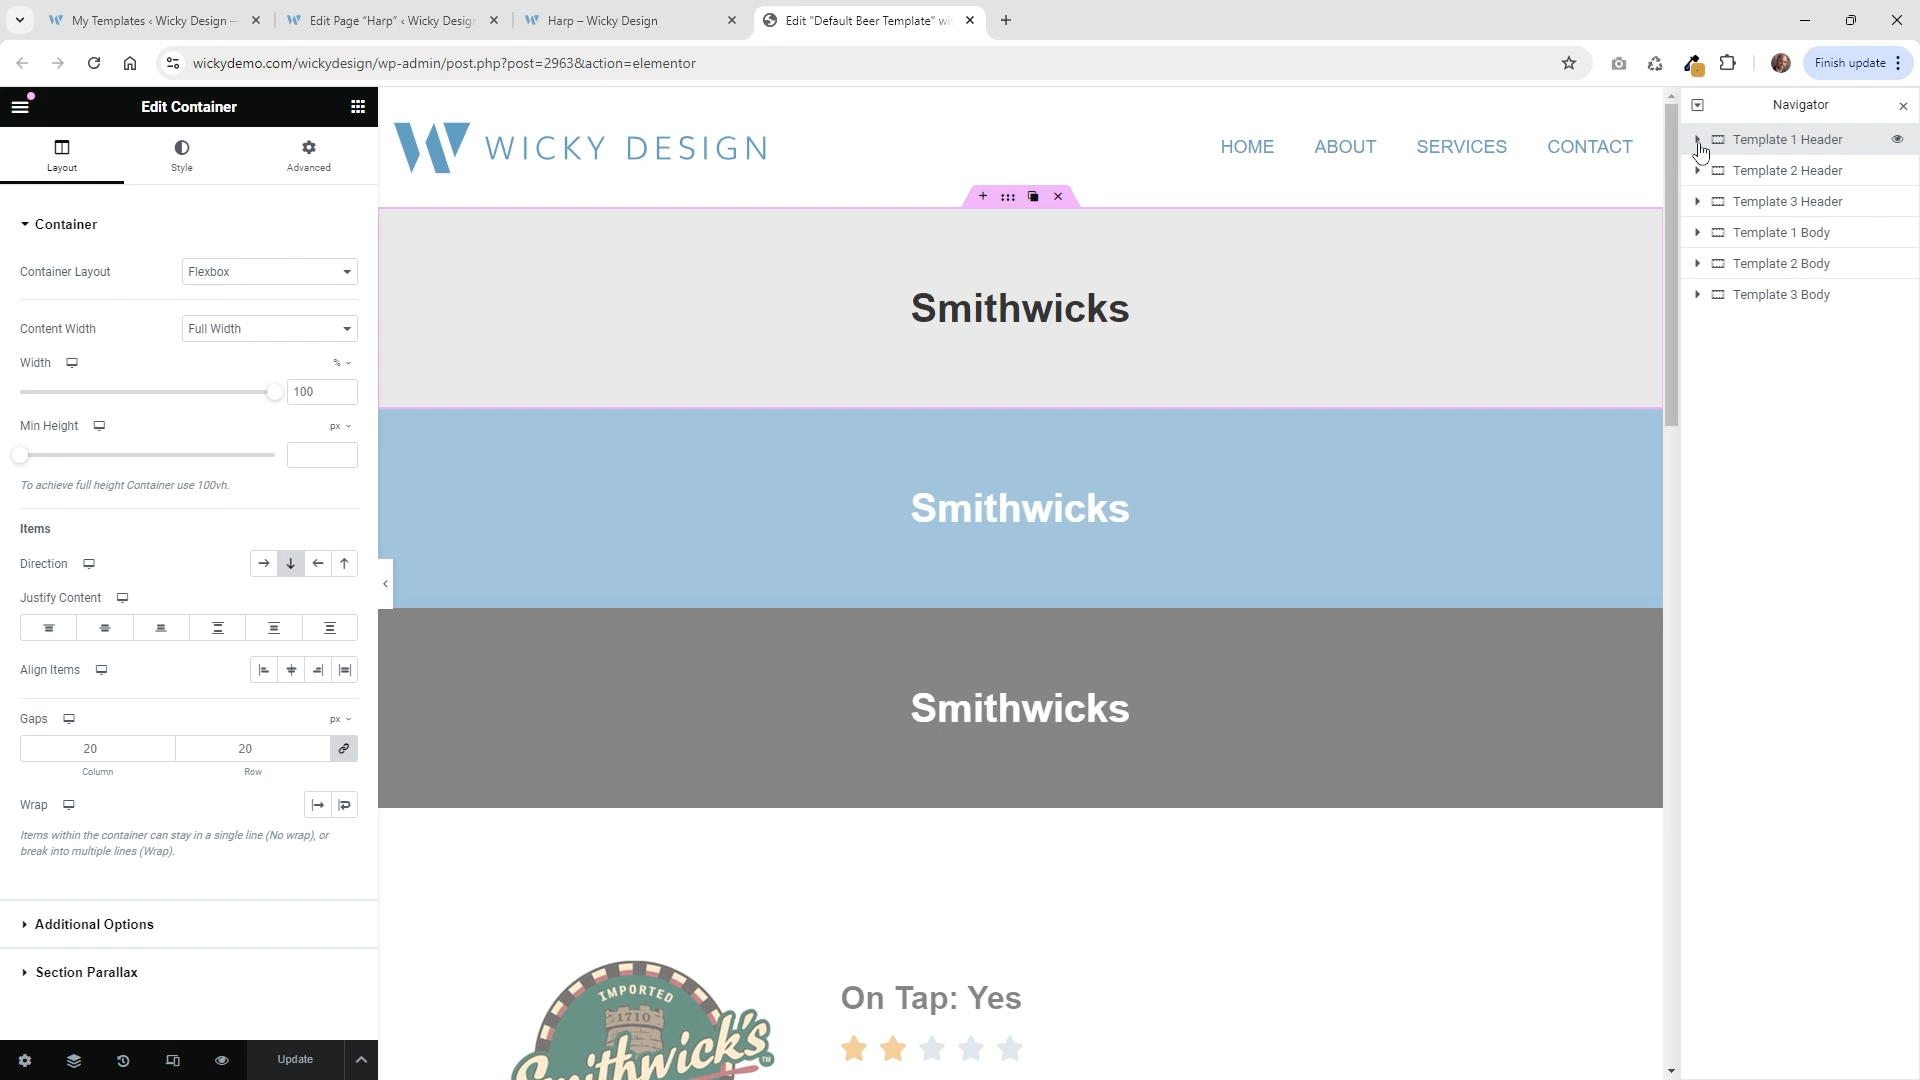 My Templates ‹ Wicky Design —
Edit Page "Harp" ‹ Wicky Desig
Harp – Wicky Design
Edit "Default Beer Template" wi
wickydemo.com/wickydesign/wp-admin/post.php?post=2963&action=elementor
Finish update
Edit Container
Layout
Style
Advanced
Container
Container Layout
Flexbox
Content Width
Full Width
Width
%
100
Min Height
px
To achieve full height Container use 100vh.
Items
Direction
Justify Content
Align Items
Gaps
px
20
20
Column
Row
Wrap
Items within the container can stay in a single line (No wrap), or
break into multiple lines (Wrap).
Additional Options
Section Parallax
Update
WICKY DESIGN
HOME
ABOUT
SERVICES
CONTACT
Smithwicks
Smithwicks
Smithwicks
IMPORTED
1710
Smithwick's
TM
On Tap: Yes
Navigator
Template 1 Header
Template 2 Header
Template 3 Header
Template 1 Body
Template 2 Body
Template 3 Body